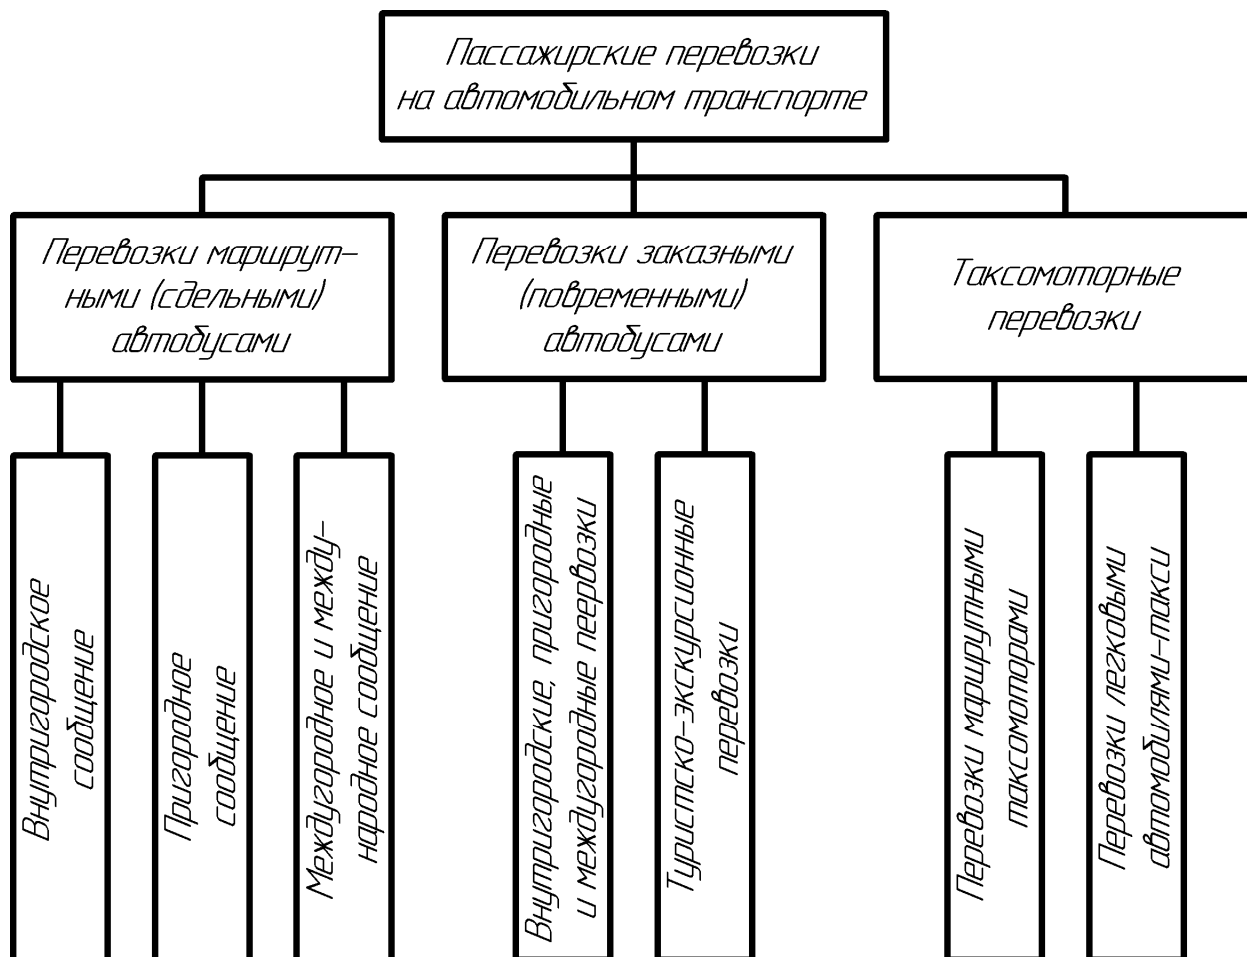 Пассажирские перевозки
на автомобильном транспорте
Перевозки маршрут-
ными (сдельными)
автобусами
Перевозки заказными
(повременными)
автобусами
Таксомоторные
перевозки
Внутригородское
сообщение
Пригородное
сообщение
Междугородное и между-
народное сообщение
Внутригородские, пригородные
и междугородные пеервозки
Туристско-экскурсионные
перевозки
Перевозки маршрутными
таксомоторами
Перевозки легковыми
автомобилями-такси